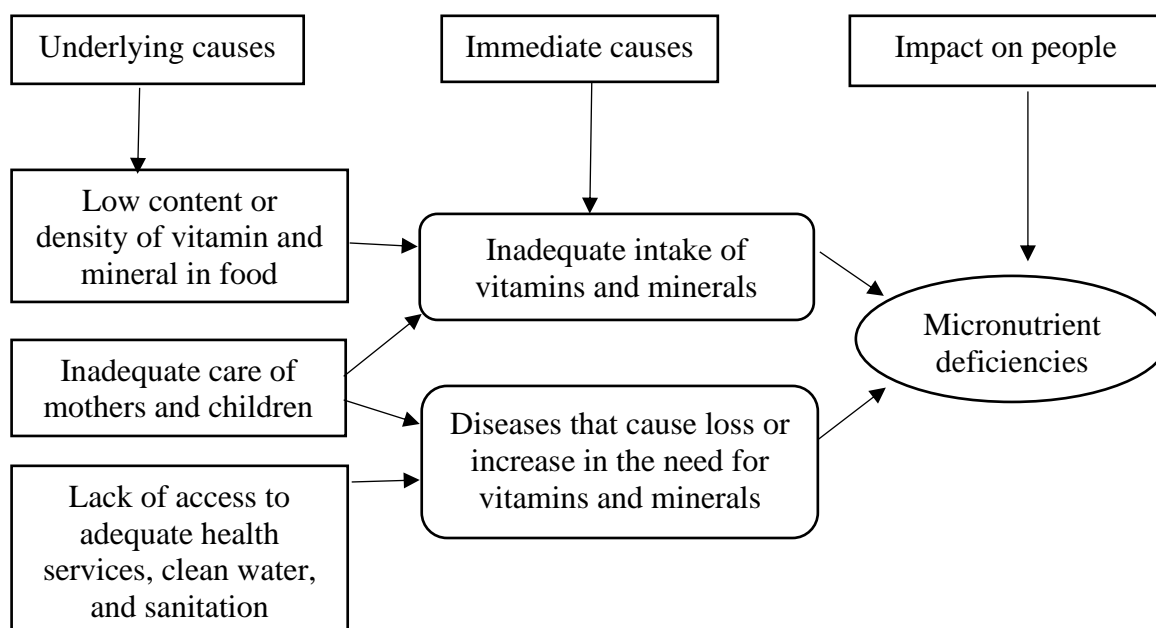 Underlying causes
Immediate causes
Impact on people
Low content or
density of vitamin and
mineral in food
Inadequate intake of
vitamins and minerals
Micronutrient
deficiencies
Inadequate care of
mothers and children
Diseases that cause loss or
increase in the need for
vitamins and minerals
Lack of access to
adequate health
services, clean water,
and sanitation